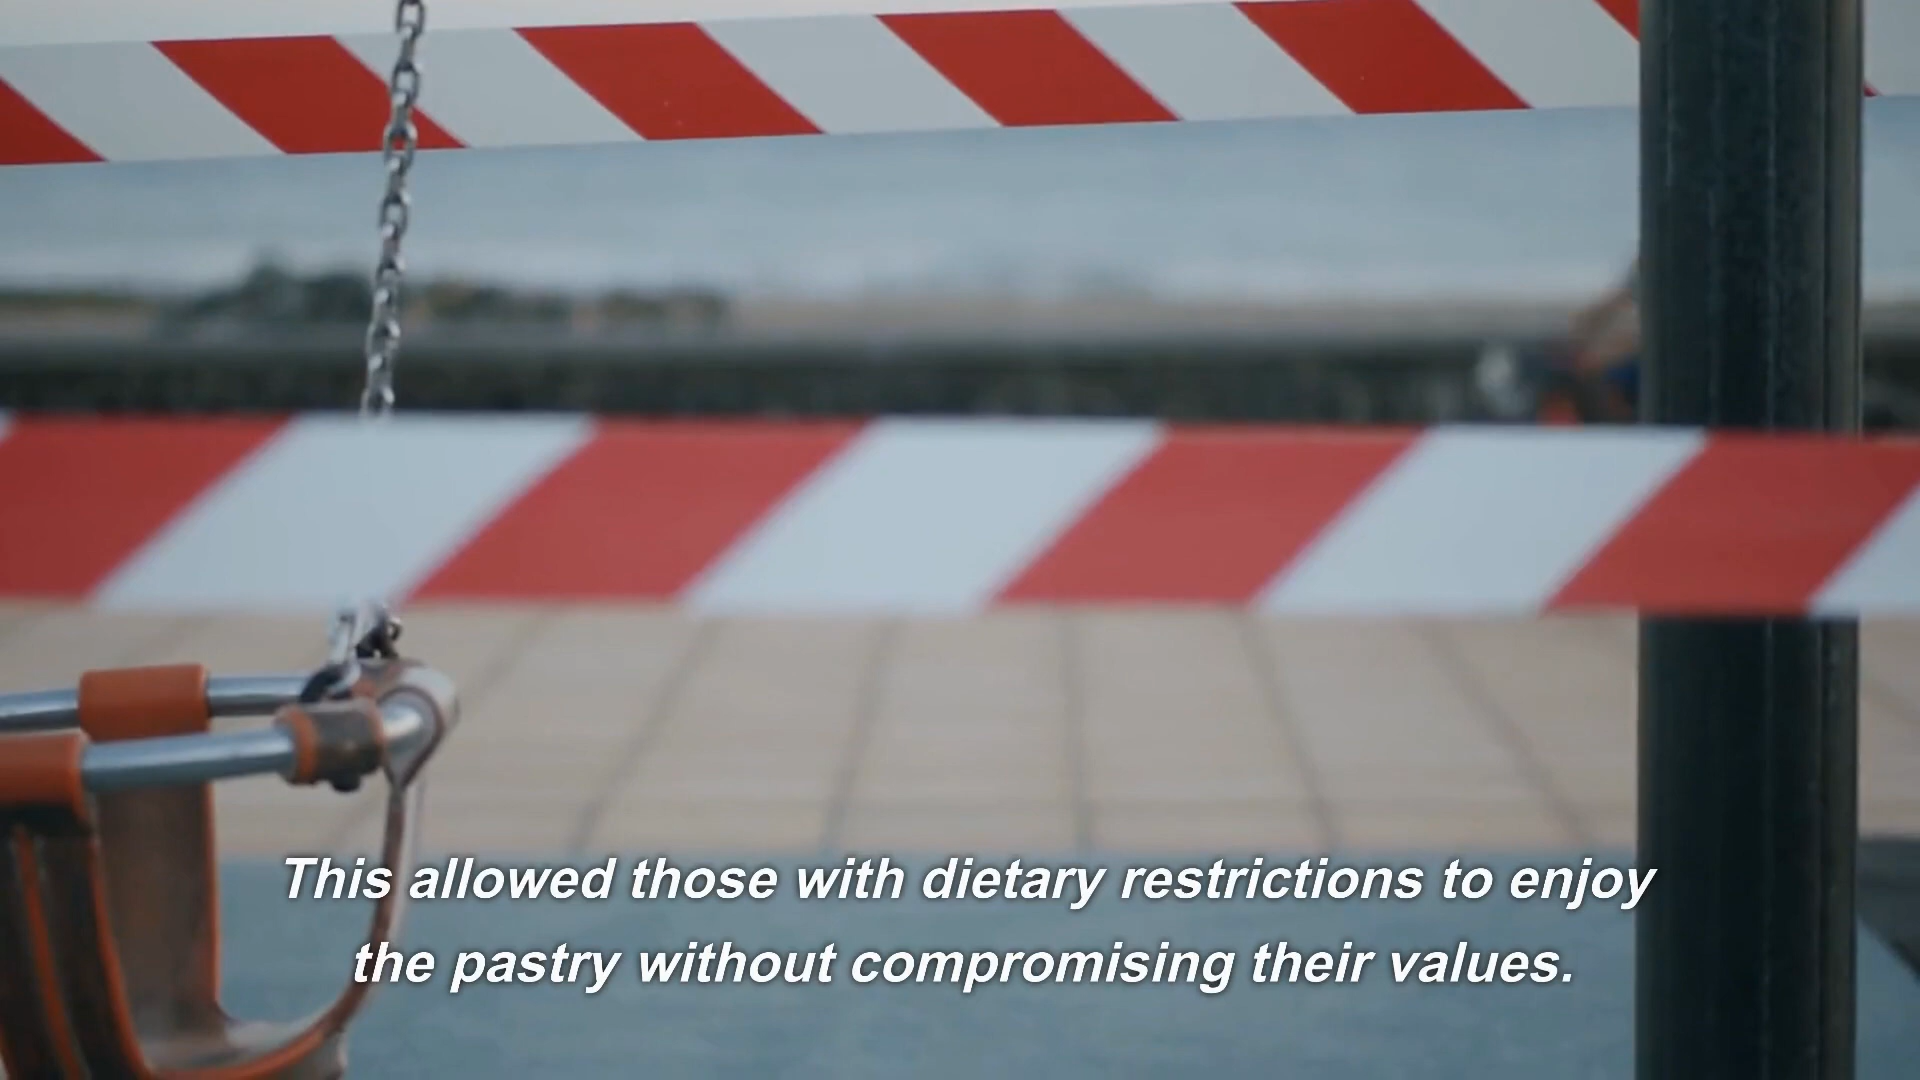 This allowed those with dietary restrictions to enjoy
the pastry without compromising their values.